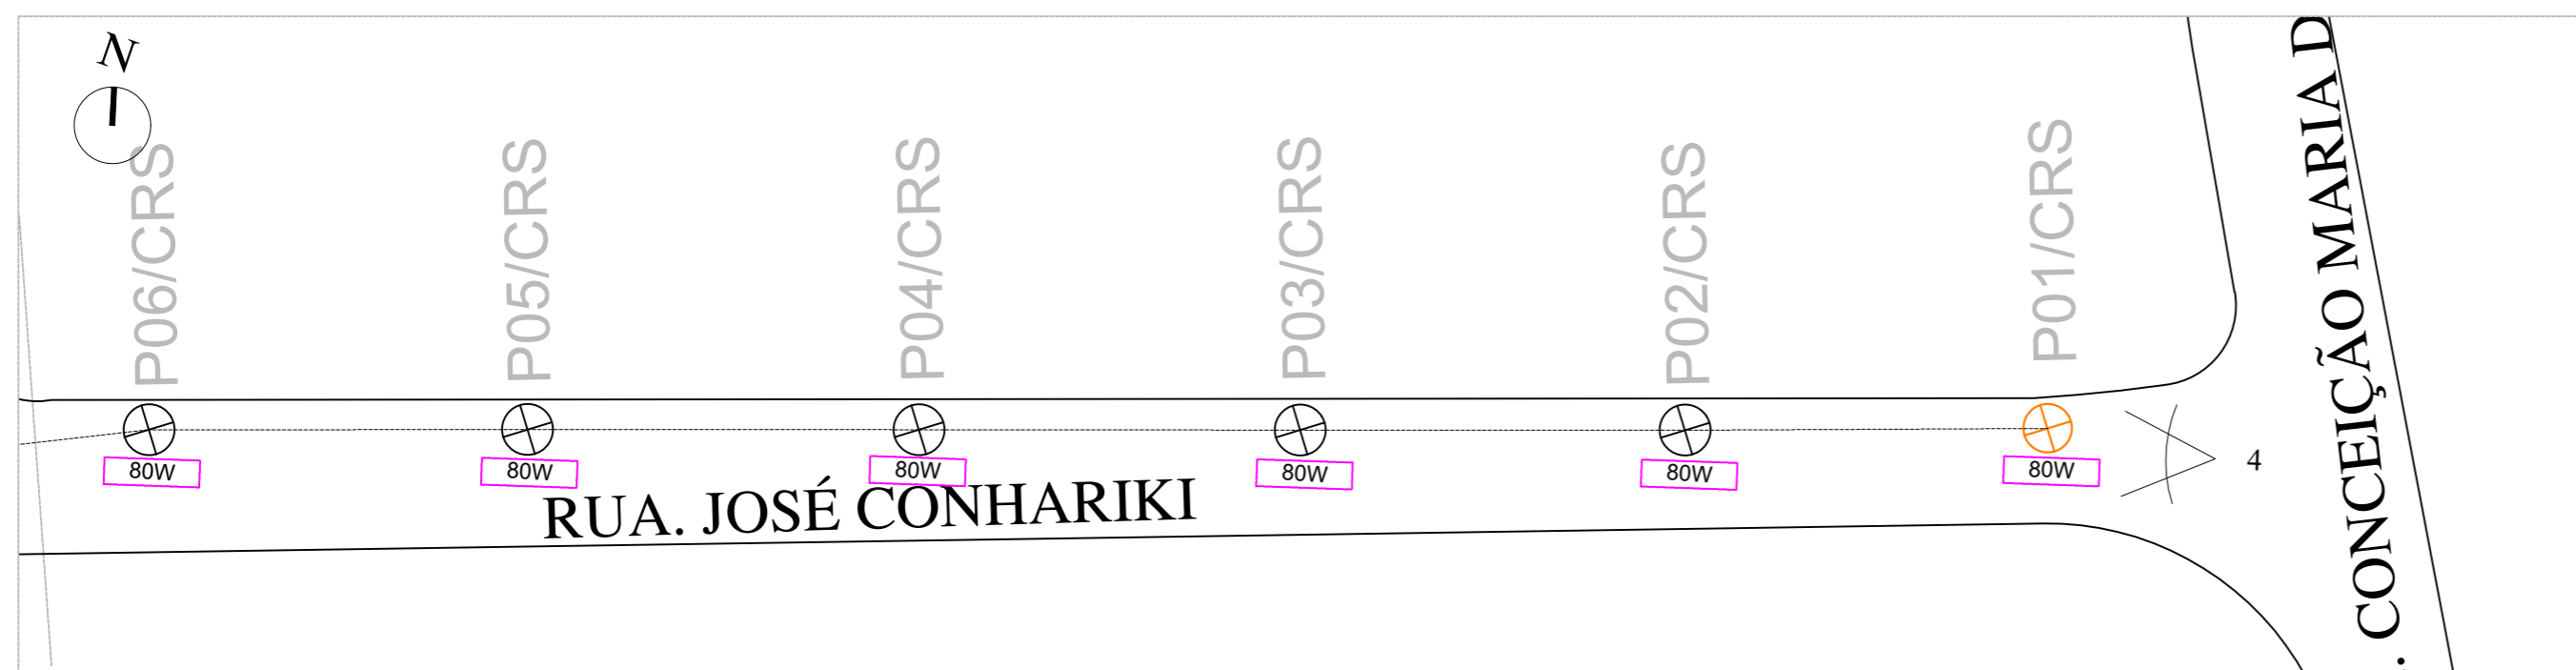 N
P06/CRS
P05/CRS
P04/CRS
P03/CRS
P02/CRS
P01/CRS
80W
80W
80W
80W
80W
80W
4
RUA. JOSÉ CONHARIKI
. CONCEIÇÃO MARIA D